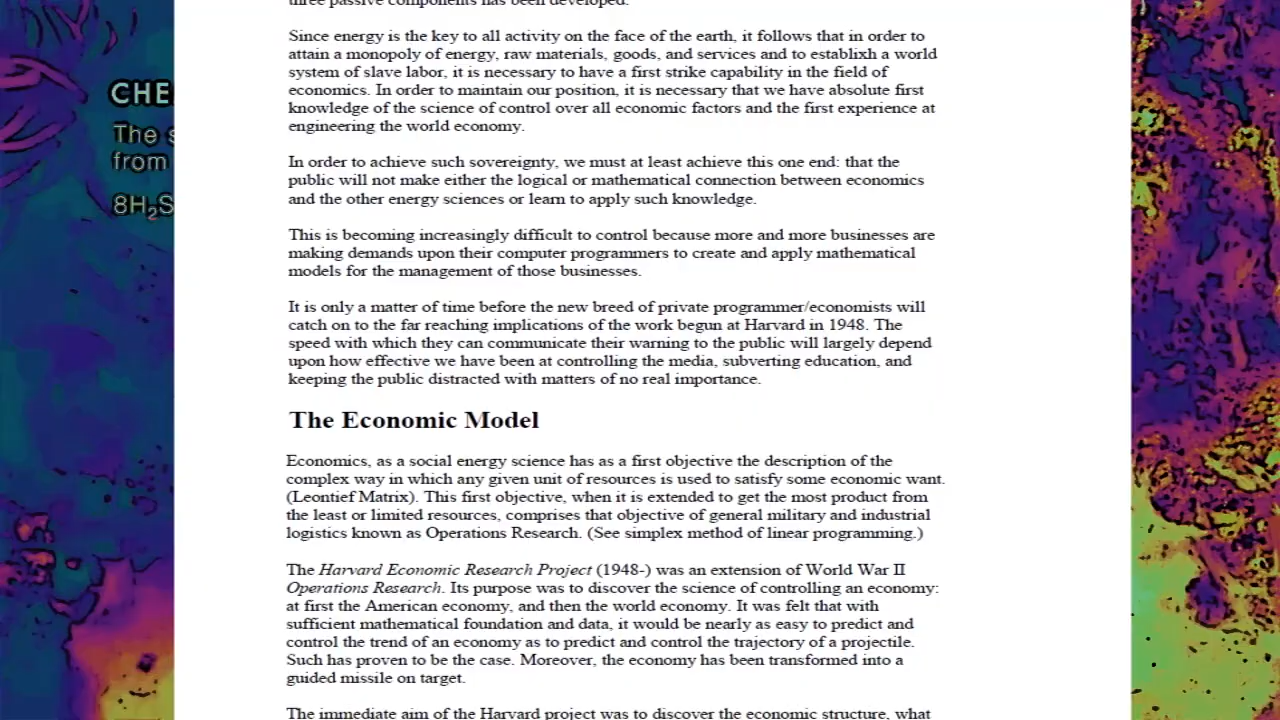 three passive components has been developed.
Since energy is the key to all activity on the face of the earth, it follows that in order to
attain a monopoly of energy, raw materials, goods, and services and to establixh a world
system of slave labor, it is necessary to have a first strike capability in the field of
economics. In order to maintain our position, it is necessary that we have absolute first
knowledge of the science of control over all economic factors and the first experience at
engineering the world economy.
In order to achieve such sovereignty, we must at least achieve this one end: that the
public will not make either the logical or mathematical connection between economics
and the other energy sciences or learn to apply such knowledge.
This is becoming increasingly difficult to control because more and more businesses are
making demands upon their computer programmers to create and apply mathematical
models for the management of those businesses.
It is only a matter of time before the new breed of private programmer/economists will
catch on to the far reaching implications of the work begun at Harvard in 1948. The
speed with which they can communicate their warning to the public will largely depend
upon how effective we have been at controlling the media, subverting education, and
keeping the public distracted with matters of no real importance.
The Economic Model
Economics, as a social energy science has as a first objective the description of the
complex way in which any given unit of resources is used to satisfy some economic want.
(Leontief Matrix). This first objective, when it is extended to get the most product from
the least or limited resources, comprises that objective of general military and industrial
logistics known as Operations Research. (See simplex method of linear programming.)
The Harvard Economic Research Project (1948-) was an extension of World War II
Operations Research. Its purpose was to discover the science of controlling an economy:
at first the American economy, and then the world economy. It was felt that with
sufficient mathematical foundation and data, it would be nearly as easy to predict and
control the trend of an economy as to predict and control the trajectory of a projectile.
Such has proven to be the case. Moreover, the economy has been transformed into a
guided missile on target.
The immediate aim of the Harvard project was to discover the economic structure, what
CHE
The s
from
8H₂S